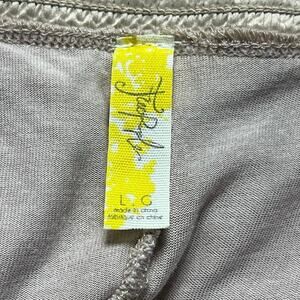 Free People
L G
made in china
fabriqué en chine